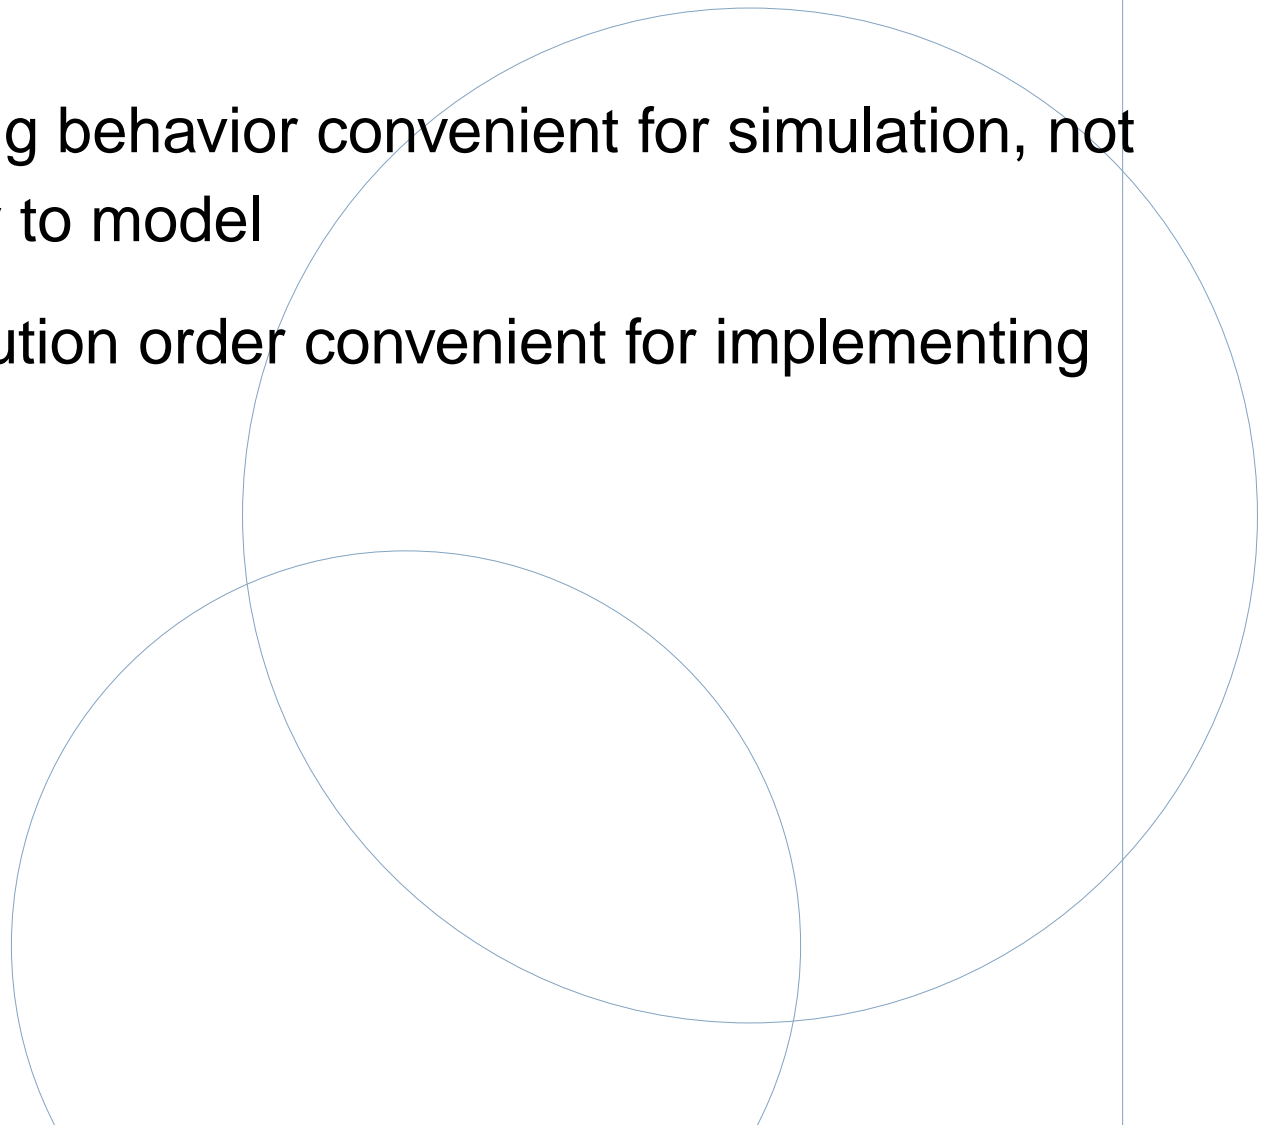 g behavior convenient for simulation, not
to model
ution order convenient for implementing